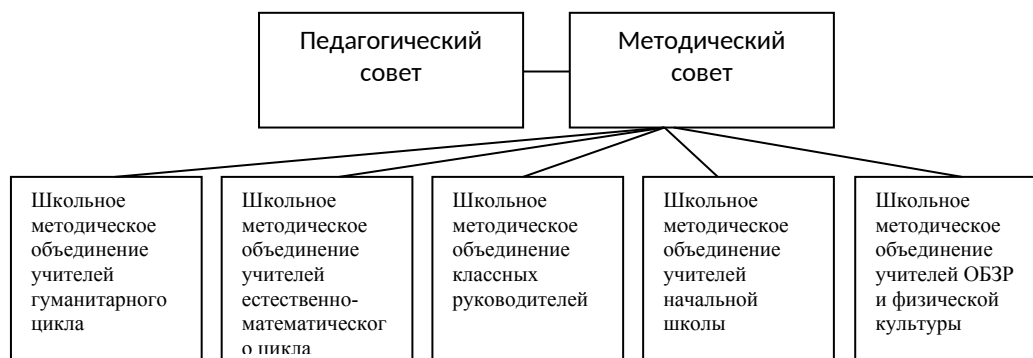 Педагогический
совет
Методический
совет
Школьное
методическое
объединение
учителей
гуманитарного
цикла
Школьное
методическое
объединение
учителей
естественно-
математическог
о цикла
Школьное
методическое
объединение
классных
руководителей
Школьное
методическое
объединение
учителей
начальной
школы
Школьное
методическое
объединение
учителей ОБЗР
и физической
культуры